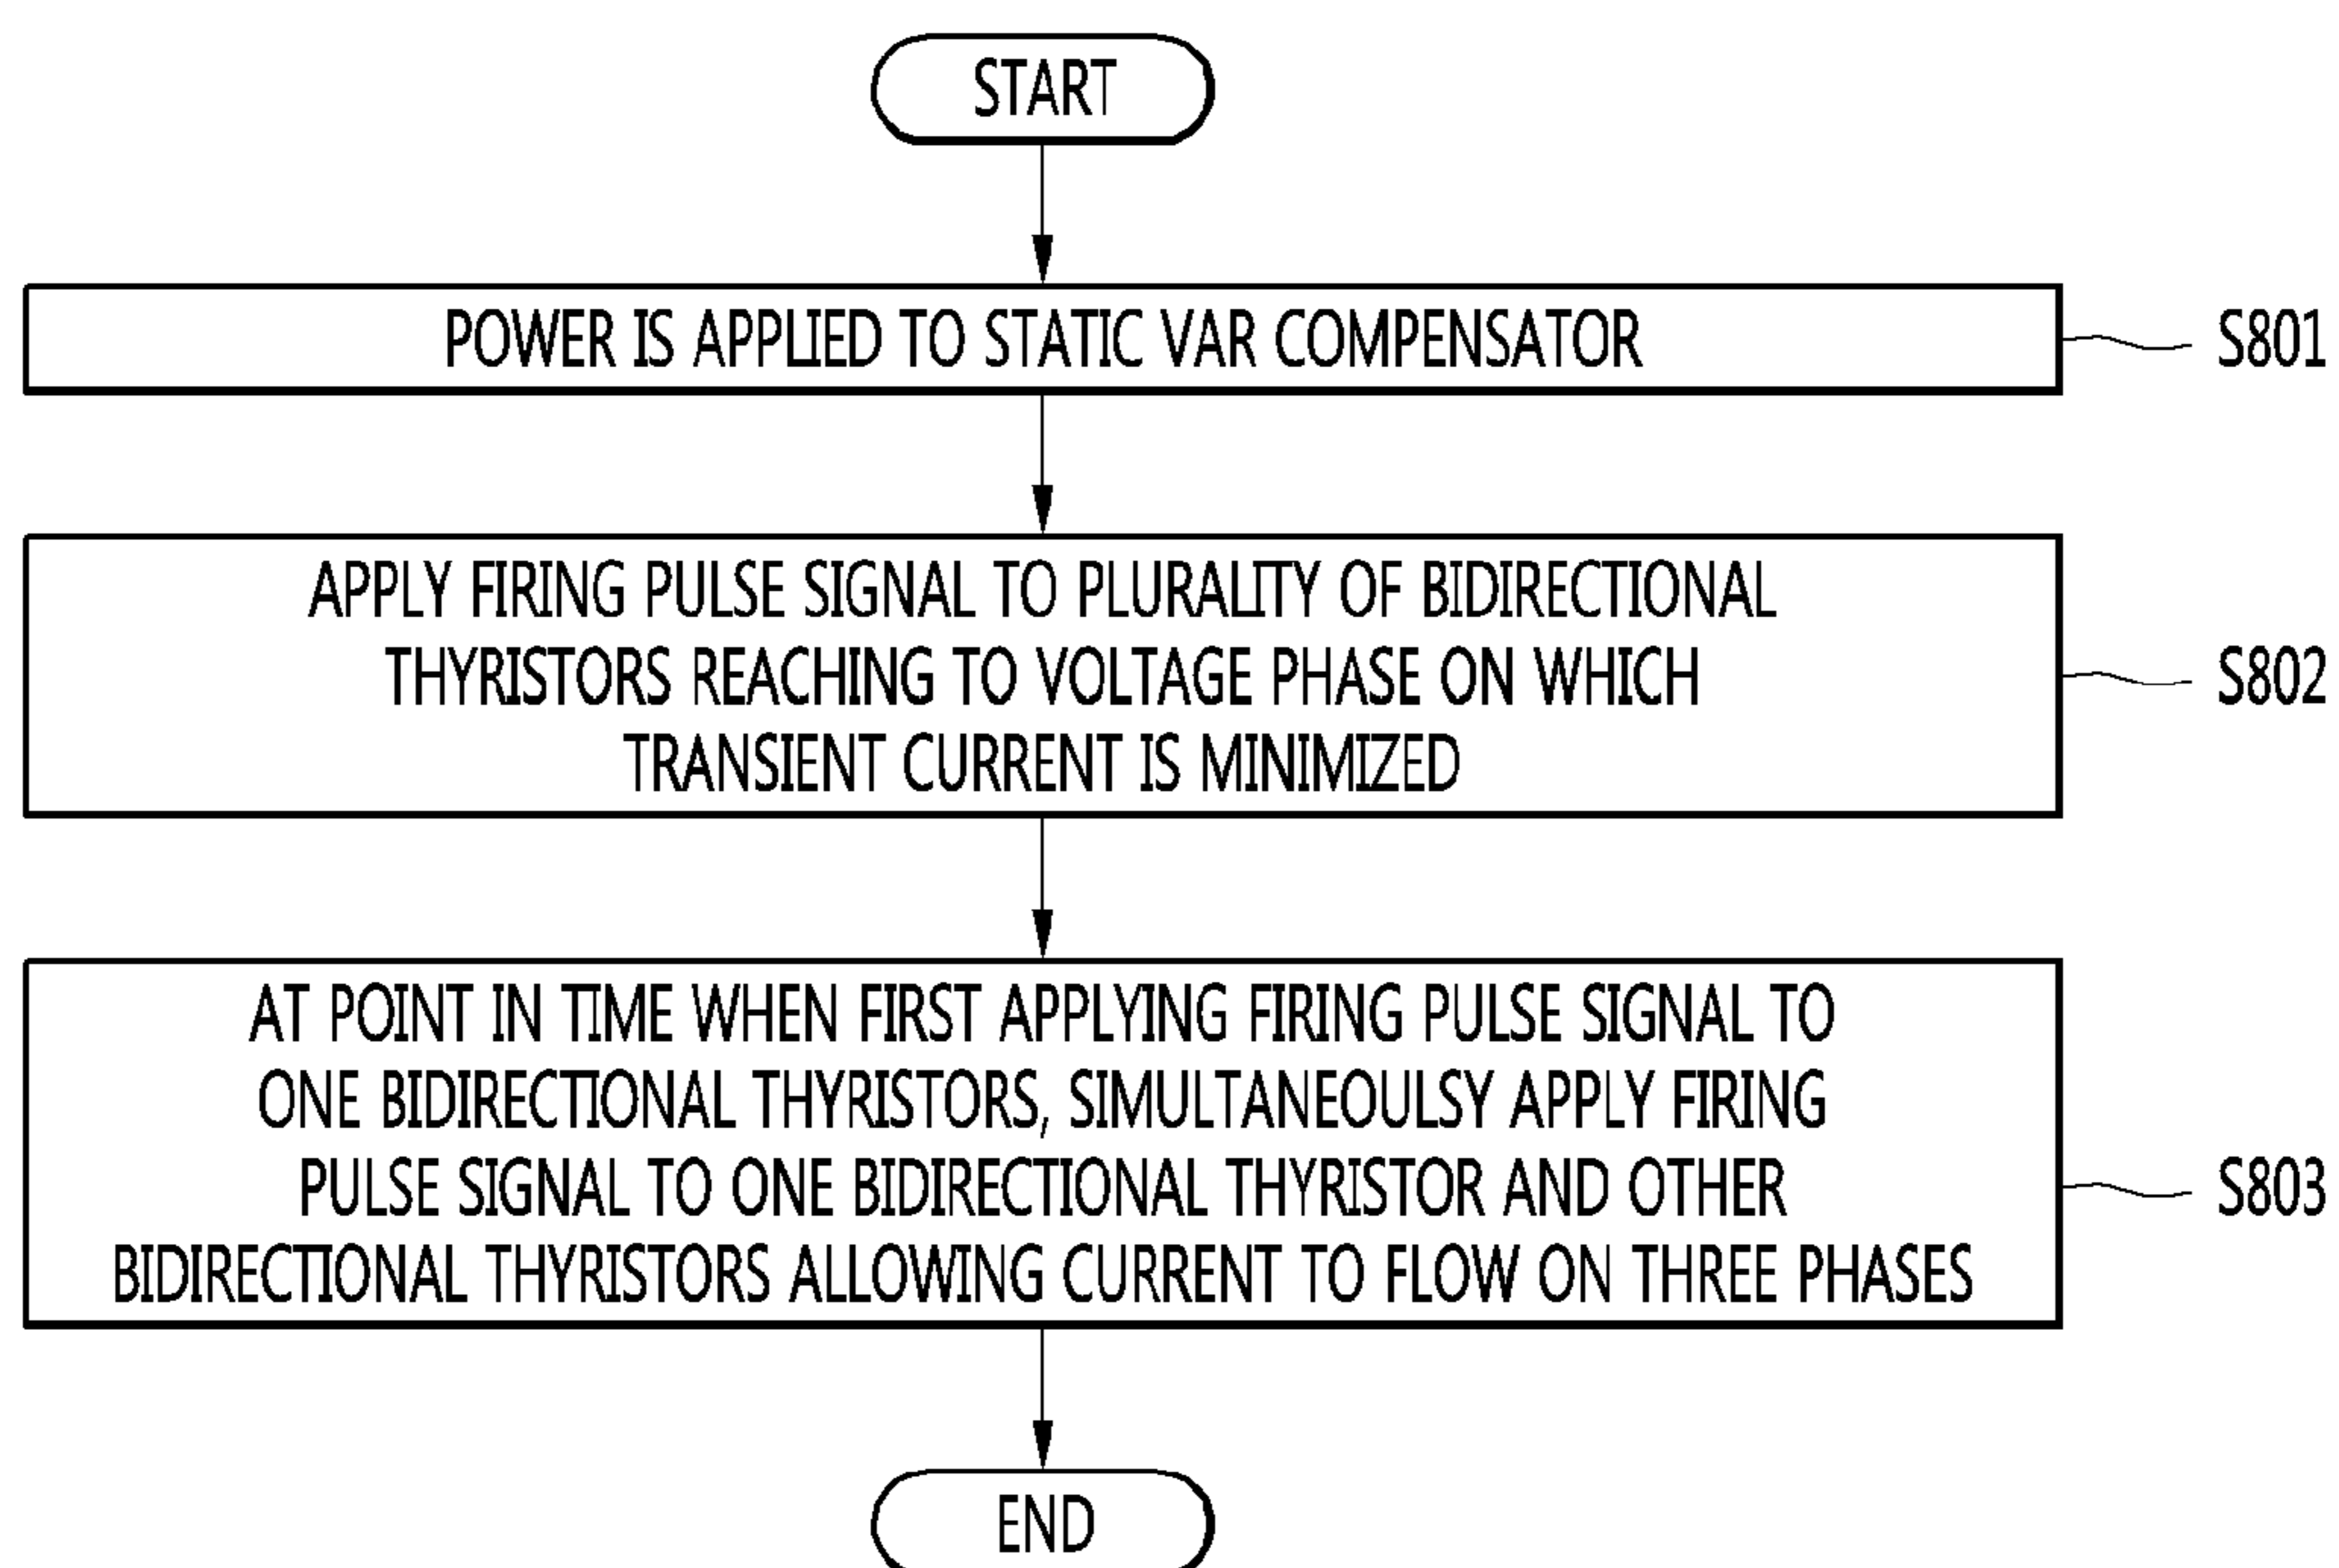 START
POWER IS APPLIED TO STATIC VAR COMPENSATOR
S801
APPLY FIRING PULSE SIGNAL TO PLURALITY OF BIDIRECTIONAL
THYRISTORS REACHING TO VOLTAGE PHASE ON WHICH
TRANSIENT CURRENT IS MINIMIZED
S802
AT POINT IN TIME WHEN FIRST APPLYING FIRING PULSE SIGNAL TO
ONE BIDIRECTIONAL THYRISTORS, SIMULTANEOULSY APPLY FIRING
PULSE SIGNAL TO ONE BIDIRECTIONAL THYRISTOR AND OTHER
BIDIRECTIONAL THYRISTORS ALLOWING CURRENT TO FLOW ON THREE PHASES
S803
END